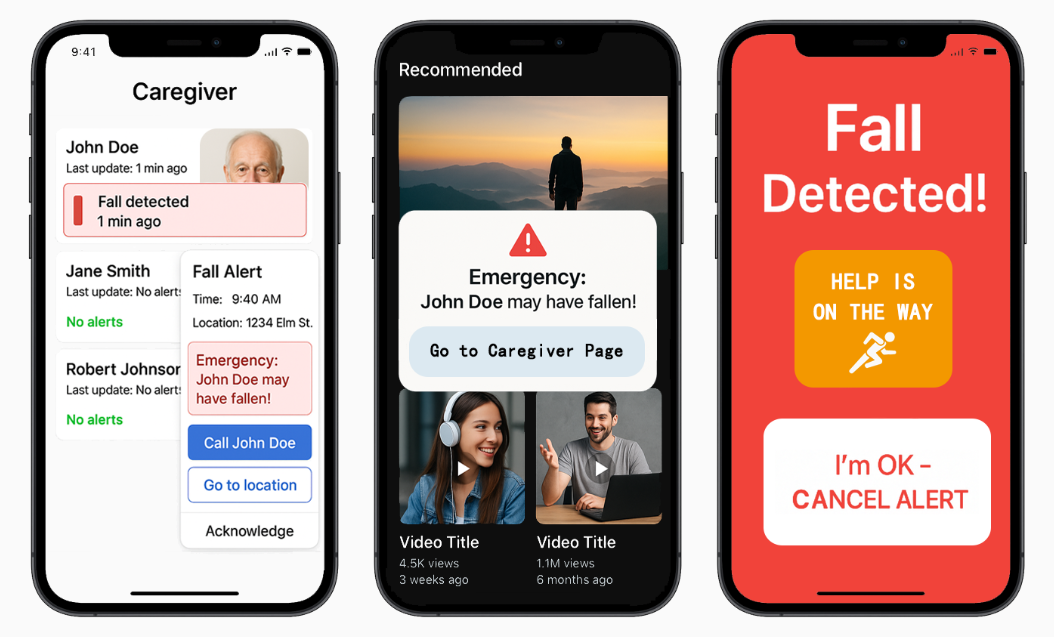 9:41
Caregiver
John Doe
Last update: 1 min ago
Fall detected
1 min ago
Jane Smith
Last update: No alerts
No alerts
Robert Johnson
Last update: No alerts
No alerts
Fall Alert
Time: 9:40 AM
Location: 1234 Elm St.
Emergency:
John Doe may
have fallen!
Call John Doe
Go to location
Acknowledge
Recommended
Emergency:
John Doe may have fallen!
Go to Caregiver Page
Video Title
4.5K views
3 weeks ago
Video Title
1.1M views
6 months ago
Fall
Detected!
HELP IS
ON THE WAY
I'm OK –
CANCEL ALERT